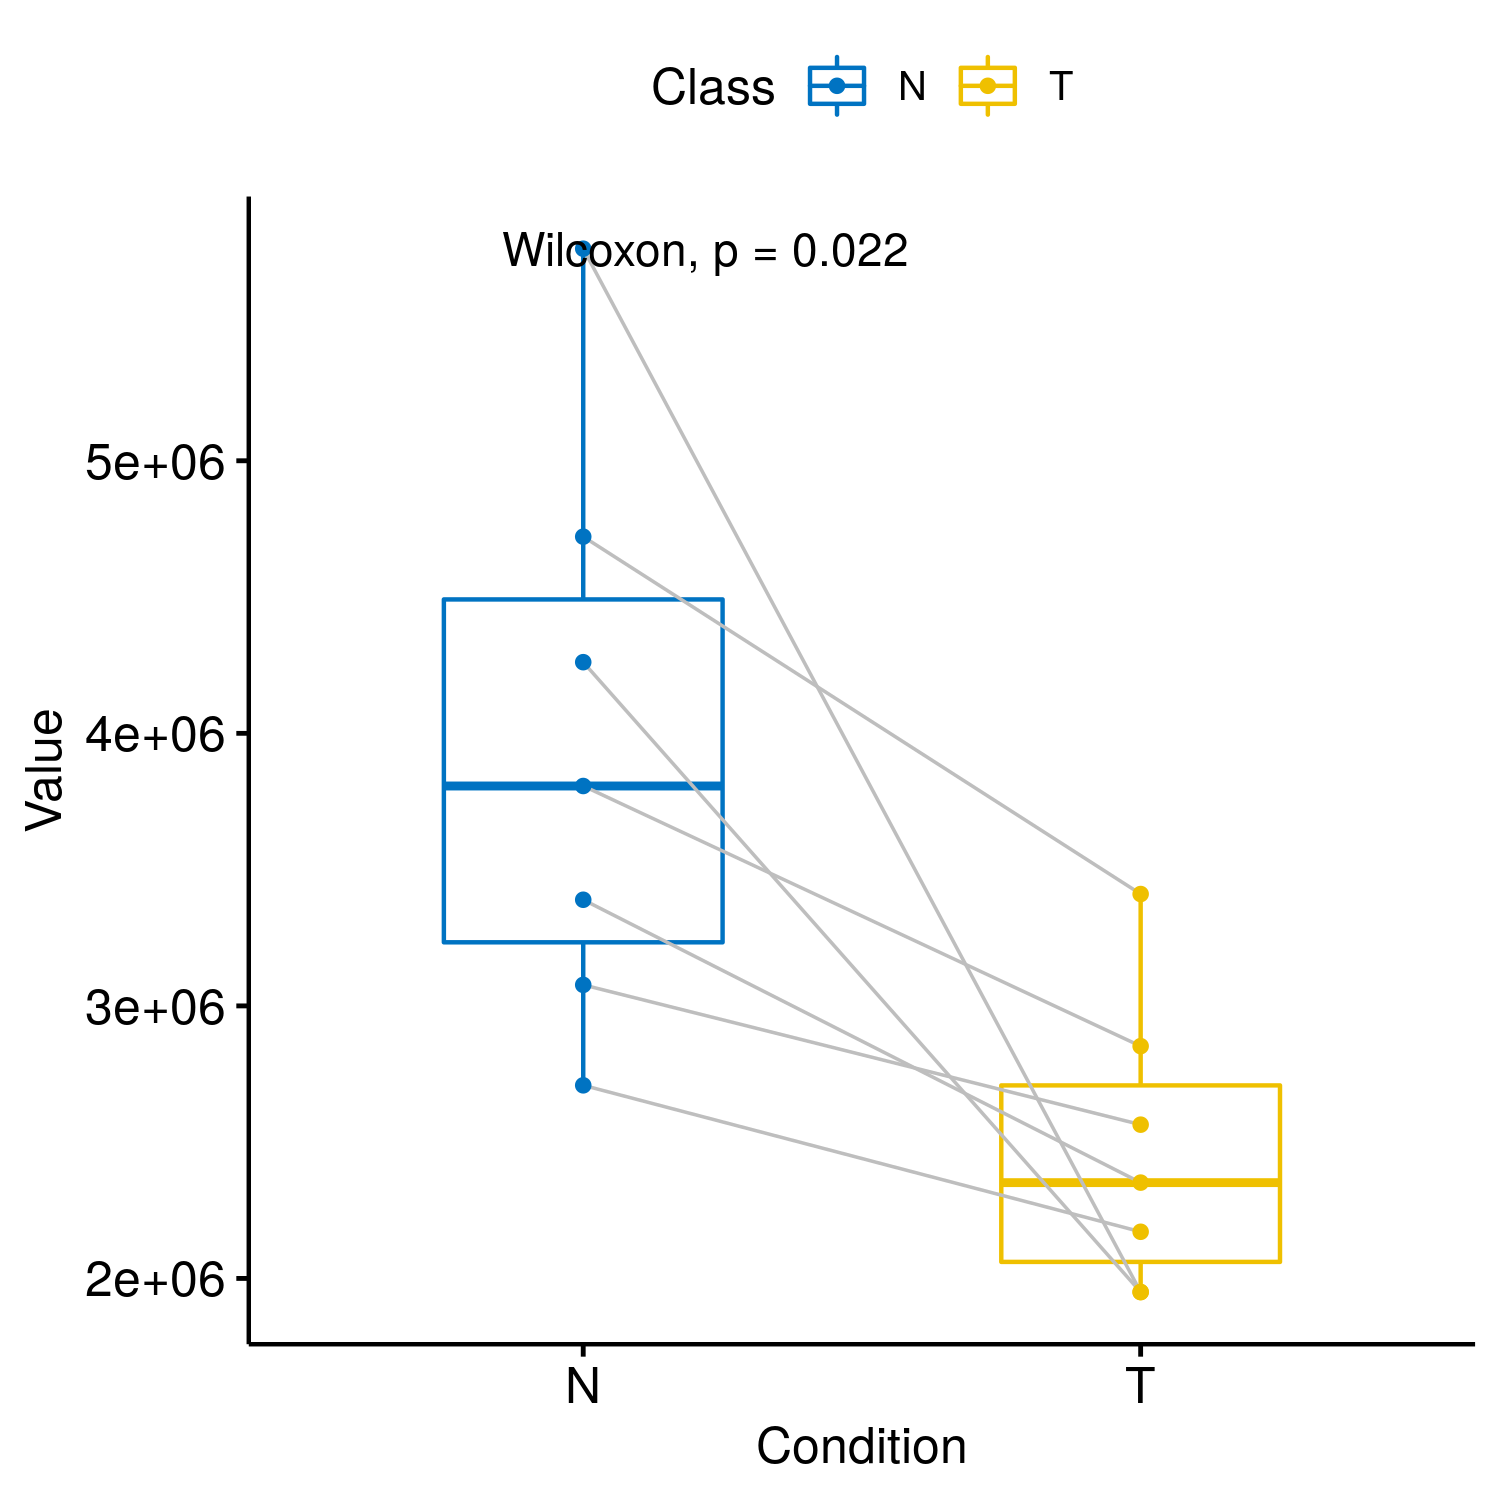 Class N T
Wilcoxon, p = 0.022
5e+06
4e+06
3e+06
2e+06
Value
N T
Condition